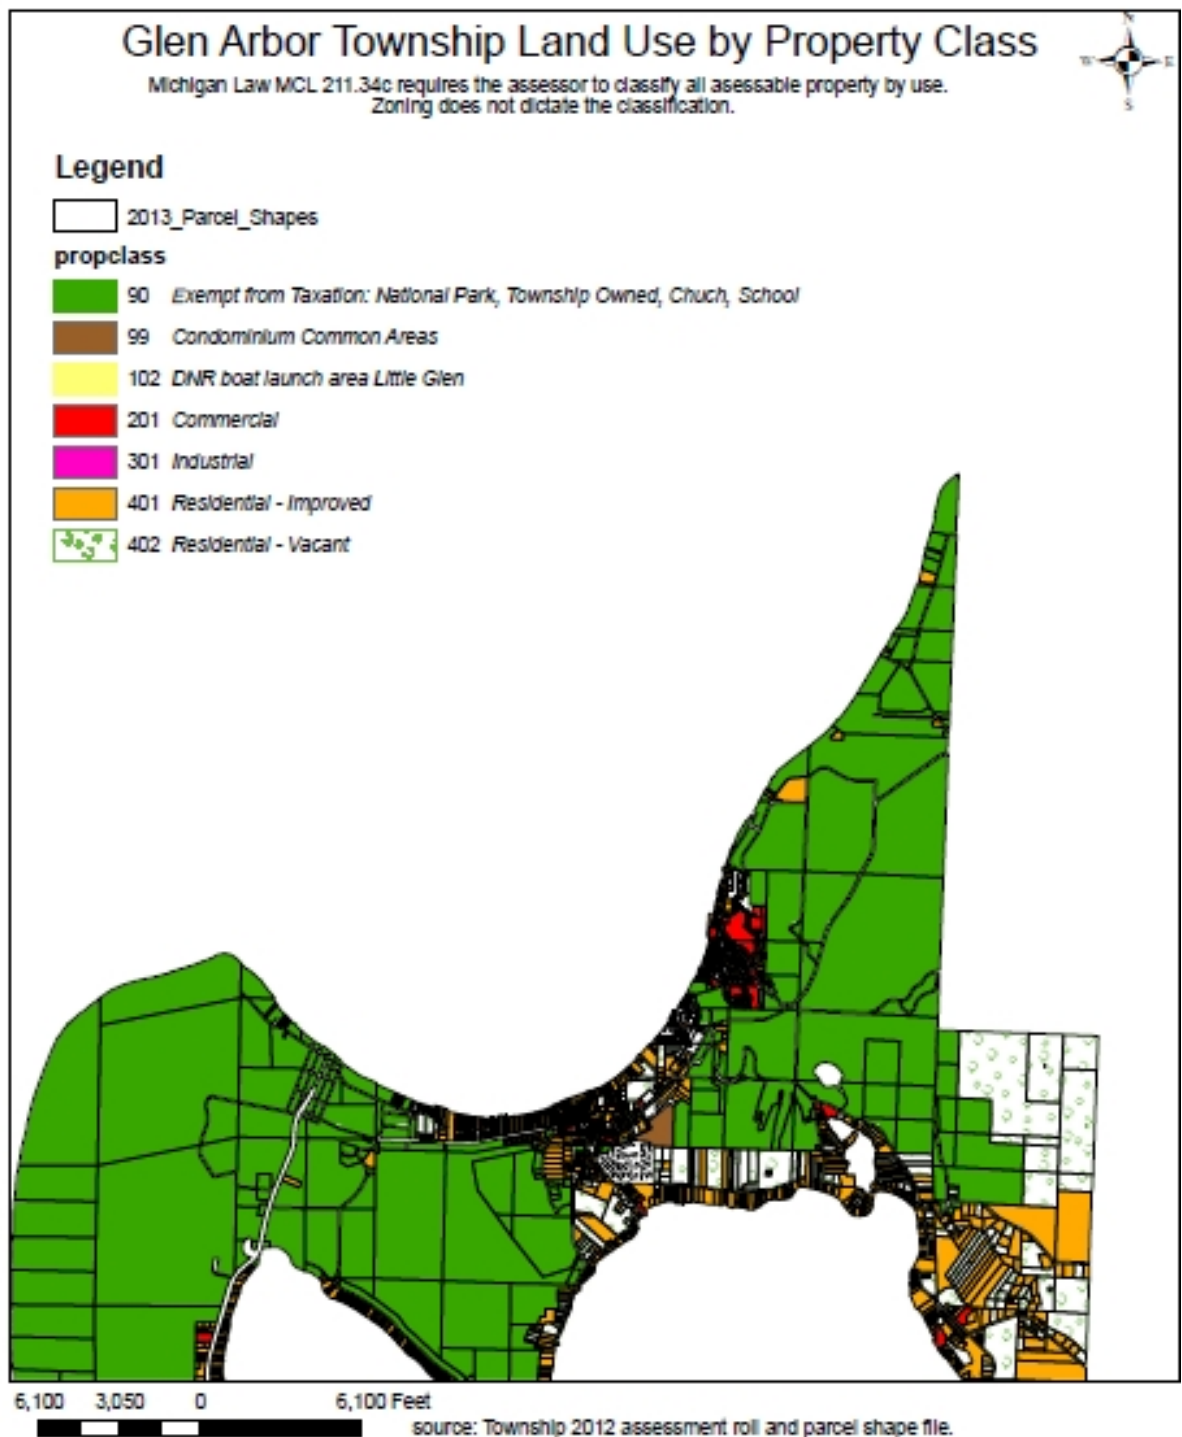 Glen Arbor Township Land Use by Property Class
N
W E
S
Michigan Law MCL 211.34c requires the assessor to classify all asessable property by use.
Zoning does not dictate the classification.
Legend
2013_Parcel_Shapes
propclass
90 Exempt from Taxation: National Park, Township Owned, Chuch, School
99 Condominium Common Areas
102 DNR boat launch area Little Glen
201 Commercial
301 Industrial
401 Residential - Improved
402 Residential - Vacant
6,100 3,050 0 6,100 Feet
source: Township 2012 assessment roll and parcel shape file.